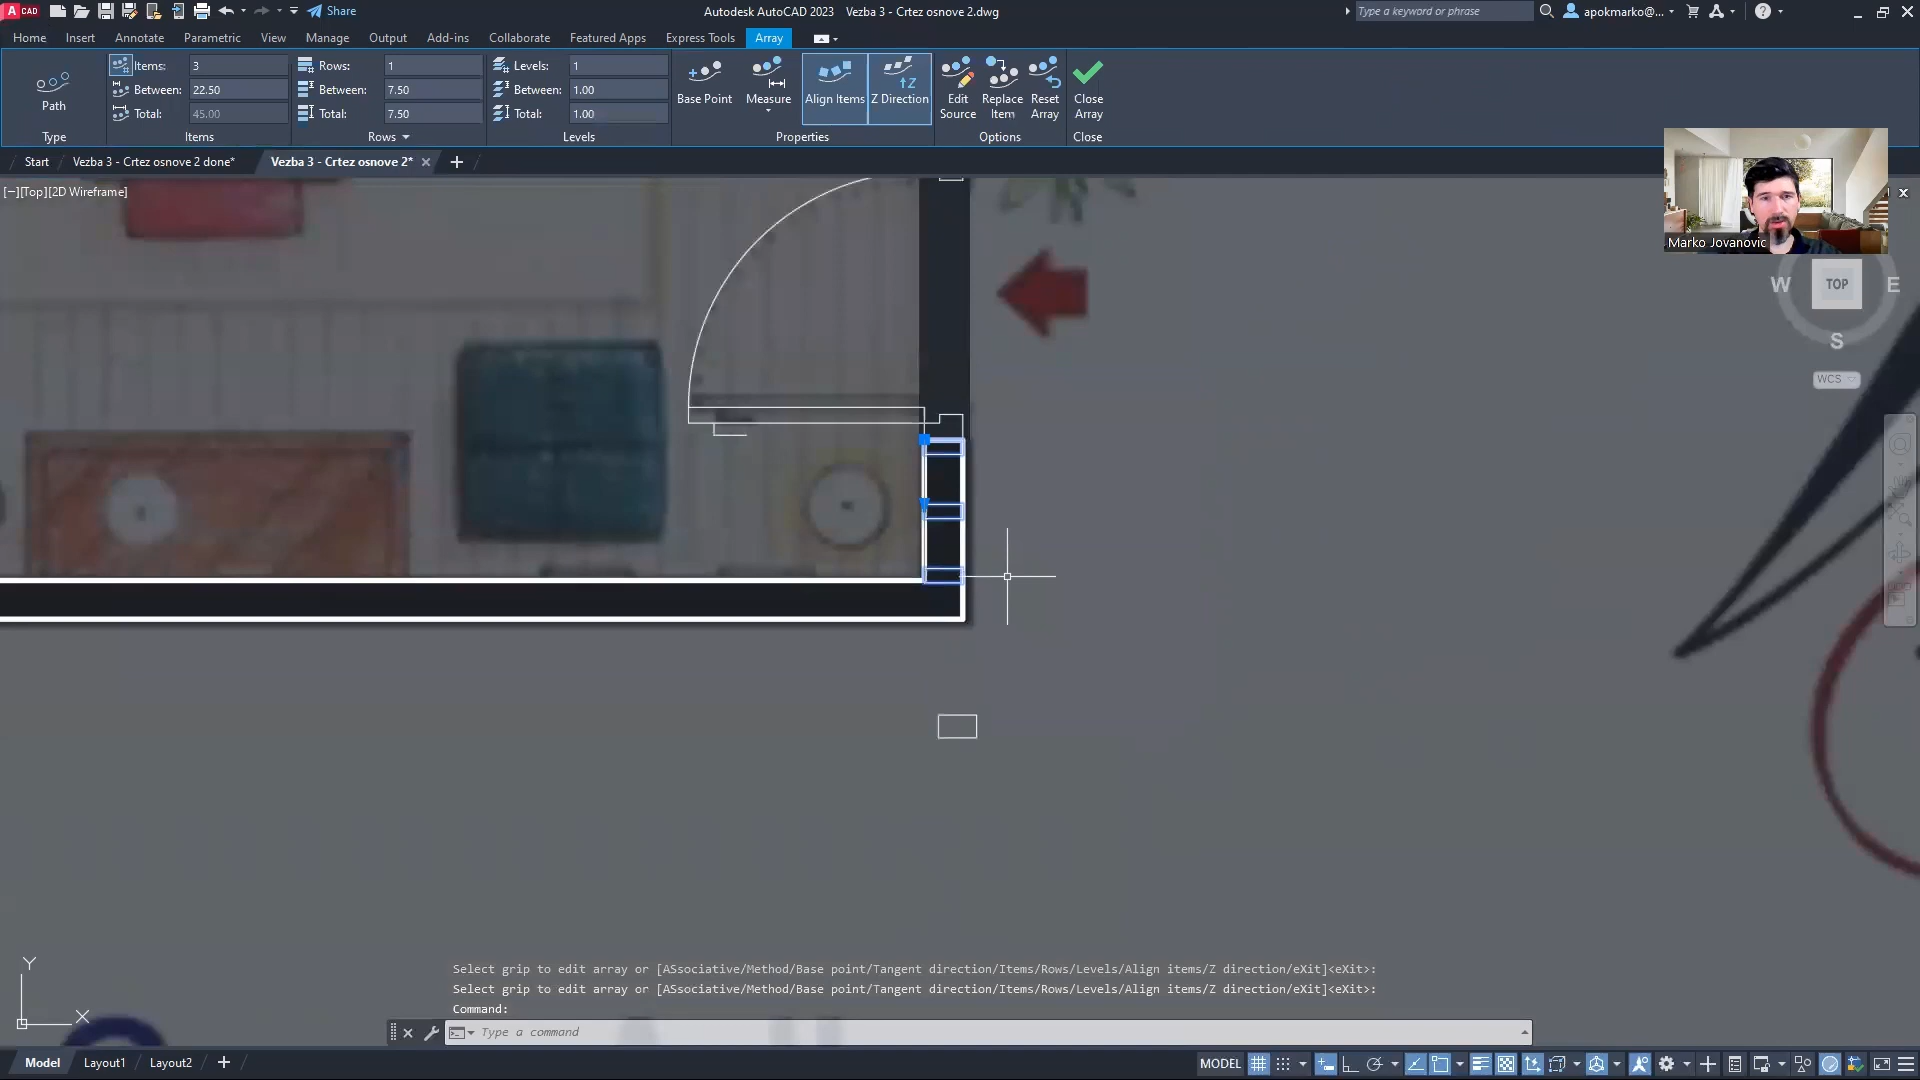 A CAD
Share
Autodesk AutoCAD 2023 Vezba 3 - Crtez osnove 2.dwg
Type a keyword or phrase
apokmarko@...
Home Insert Annotate Parametric View Manage Output Add-ins Collaborate Featured Apps Express Tools Array
Items: 3 Rows: 1 Levels: 1
Between: 22.50 Between: 7.50 Between: 1.00
Total: 45.00 Total: 7.50 Total: 1.00
Path
Base Point Measure Align Items Z Direction
Edit Source Replace Item Reset Array Close Array
Type Items Rows Levels Properties Options Close
Start Vezba 3 - Crtez osnove 2 done* Vezba 3 - Crtez osnove 2*
[−][Top][2D Wireframe]
Marko Jovanovic
W TOP E
S
WCS
Select grip to edit array or [ASsociative/Method/Base point/Tangent direction/Items/Rows/Levels/Align items/Z direction/eXit]<eXit>:
Select grip to edit array or [ASsociative/Method/Base point/Tangent direction/Items/Rows/Levels/Align items/Z direction/eXit]<eXit>:
Command:
Type a command
Y
X
Model Layout1 Layout2
MODEL